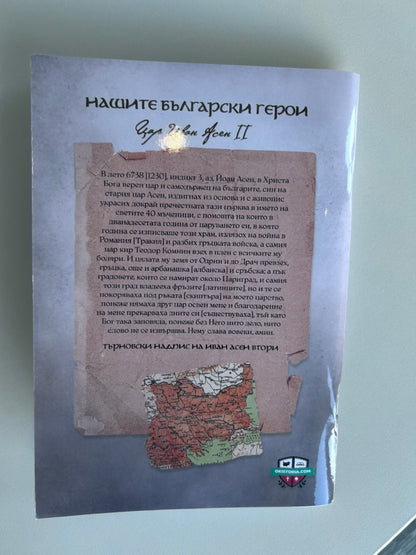 НАШИТЕ БЪЛГАРСКИ ГЕРОИ
Цар Иван Асен II
В лето 6738 [1230], индикт 3, аз, Йоан Асен, в Христа
Бога верен цар и самодържец на българите, син на
стария цар Асен, издигнах из основа и с живопис
украсих докрай пречестната тази църква в името на
светите 40 мъченици, с помощта на които в
дванадесетата година от царуването си, в която
година се изписваше този храм, излязох на война в
Романия [Тракия] и разбих гръцката войска, а самия
цар кир Теодор Комнин взех в плен с всичките му
боляри. И цялата му земя от Одрин и до Драч превзех,
гръцка, още и арбанашка [албанска] и сръбска; а пък
градовете, които се намират около Цариград, и самия
този град владееха фръзите [латините], но и те се
покоряваха под ръката [скиптъра] на моето царство,
понеже нямаха друг цар освен мене и благодарение
на мене прекарваха дните си [съществуваха], тъй като
Бог така заповяда, понеже без Него нито дело, нито
слово не се извършва. Нему слава вовеки, амин.
ТЪРНОВСКИ НАДПИС НА ИВАН АСЕН ВТОРИ